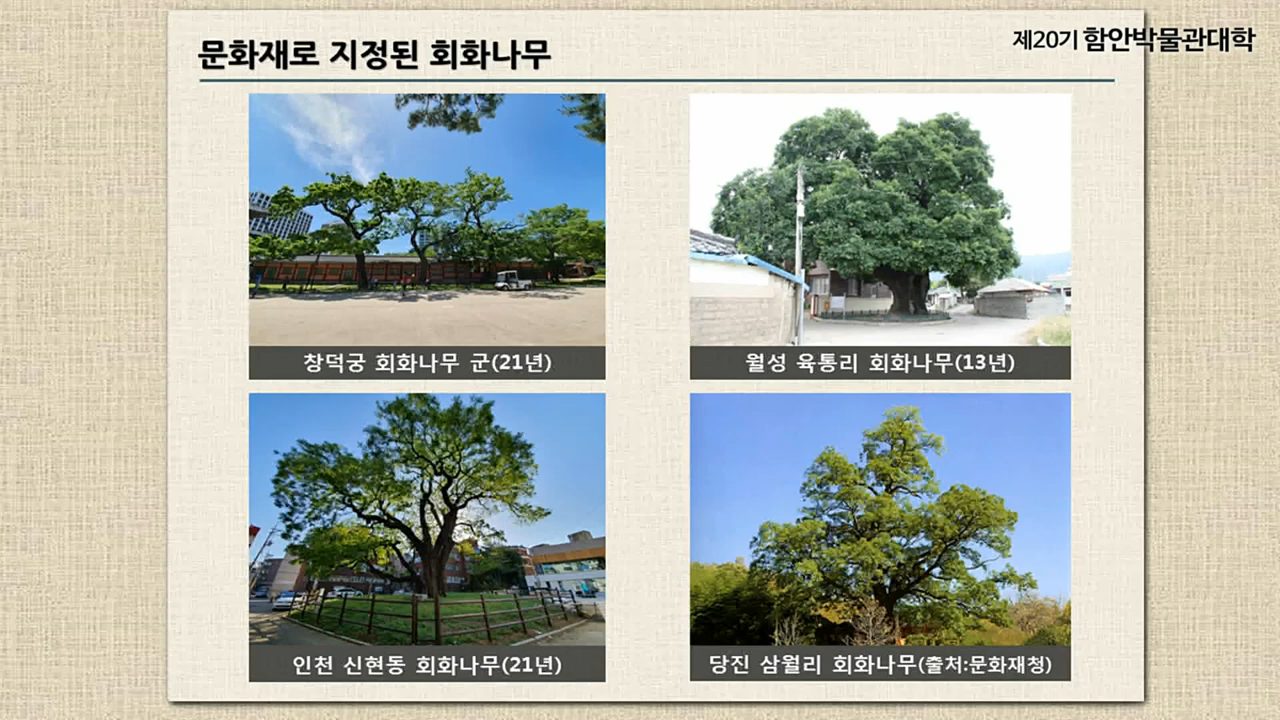 제20기 함안박물관대학
문화재로 지정된 회화나무
창덕궁 회화나무 군(21년)
월성 육통리 회화나무(13년)
인천 신현동 회화나무(21년)
당진 삼월리 회화나무(출처:문화재청)